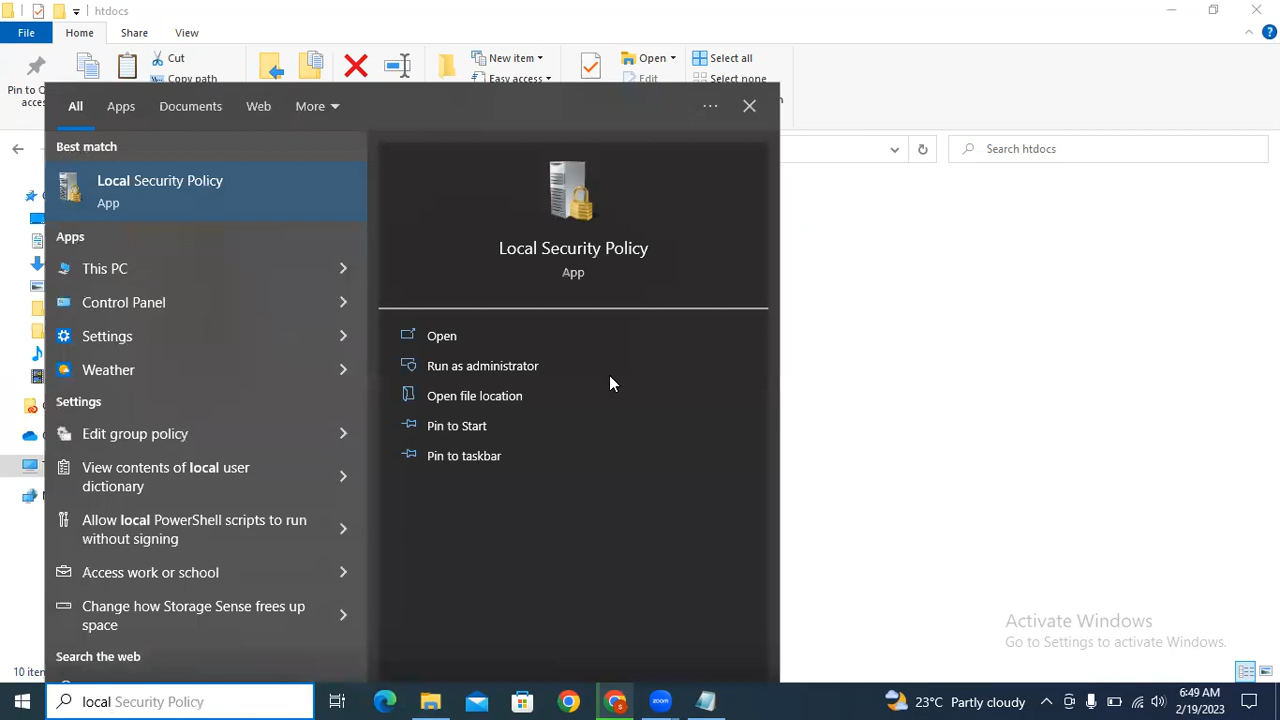 htdocs
File
Home
Share
View
Cut
Copy path
New item
Easy access
Open
Edit
Select all
Select none
All
Apps
Documents
Web
More
Best match
Local Security Policy
App
Apps
This PC
Control Panel
Settings
Weather
Settings
Edit group policy
View contents of local user
dictionary
Allow local PowerShell scripts to run
without signing
Access work or school
Change how Storage Sense frees up
space
Search the web
Local Security Policy
App
Open
Run as administrator
Open file location
Pin to Start
Pin to taskbar
Search htdocs
Activate Windows
Go to Settings to activate Windows.
local Security Policy
zoom
23°C Partly cloudy
6:49 AM
2/19/2023